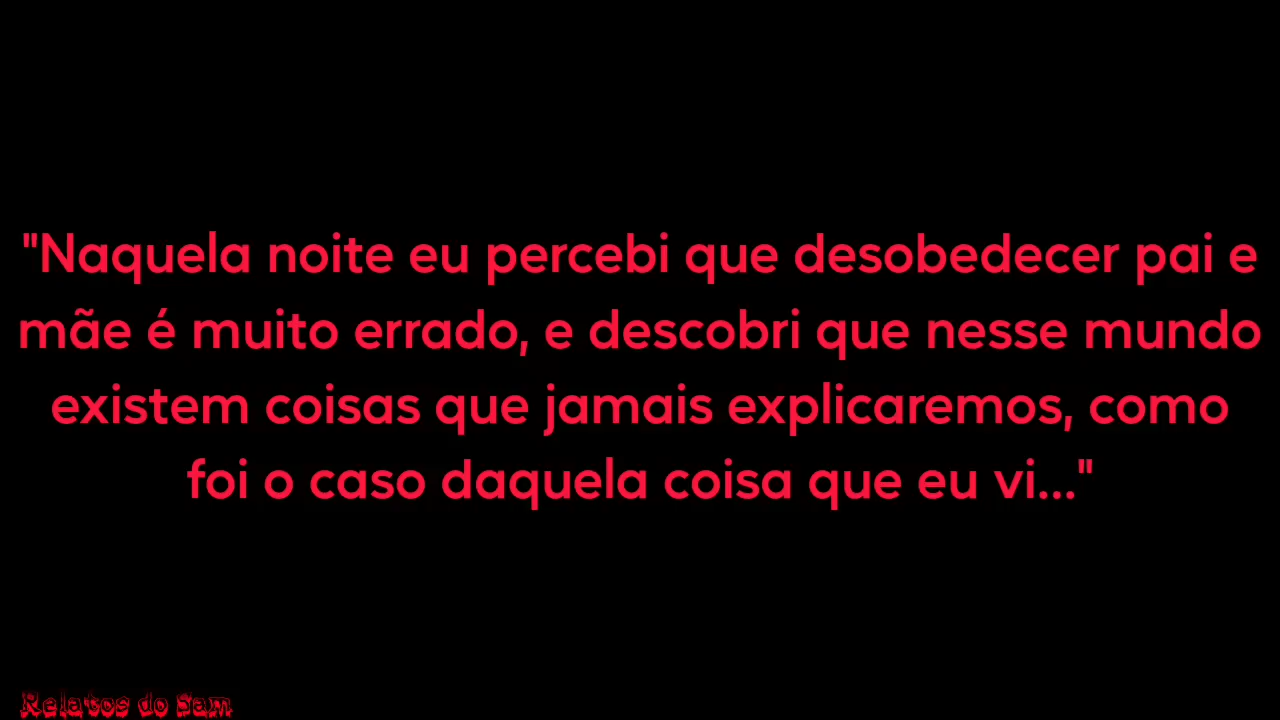 "Naquela noite eu percebi que desobedecer pai e
mãe é muito errado, e descobri que nesse mundo
existem coisas que jamais explicaremos, como
foi o caso daquela coisa que eu vi..."
Relatos do Sam